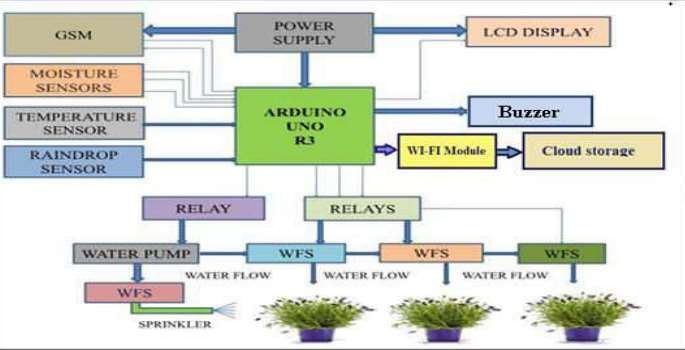 GSM
POWER
SUPPLY
LCD DISPLAY
MOISTURE
SENSORS
ARDUINO
UNO
R3
Buzzer
TEMPERATURE
SENSOR
WI-FI Module
Cloud storage
RAINDROP
SENSOR
RELAY
RELAYS
WATER PUMP
WFS
WFS
WFS
WATER FLOW
WATER FLOW
WATER FLOW
WFS
SPRINKLER